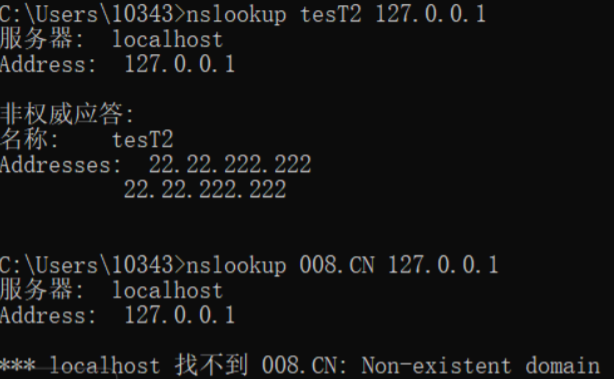 C:\Users\10343>nslookup tesT2 127.0.0.1
服务器:  localhost
Address:  127.0.0.1
非权威应答:
名称:    tesT2
Addresses:  22.22.222.222
22.22.222.222
C:\Users\10343>nslookup 008.CN 127.0.0.1
服务器:  localhost
Address:  127.0.0.1
*** localhost 找不到 008.CN: Non-existent domain